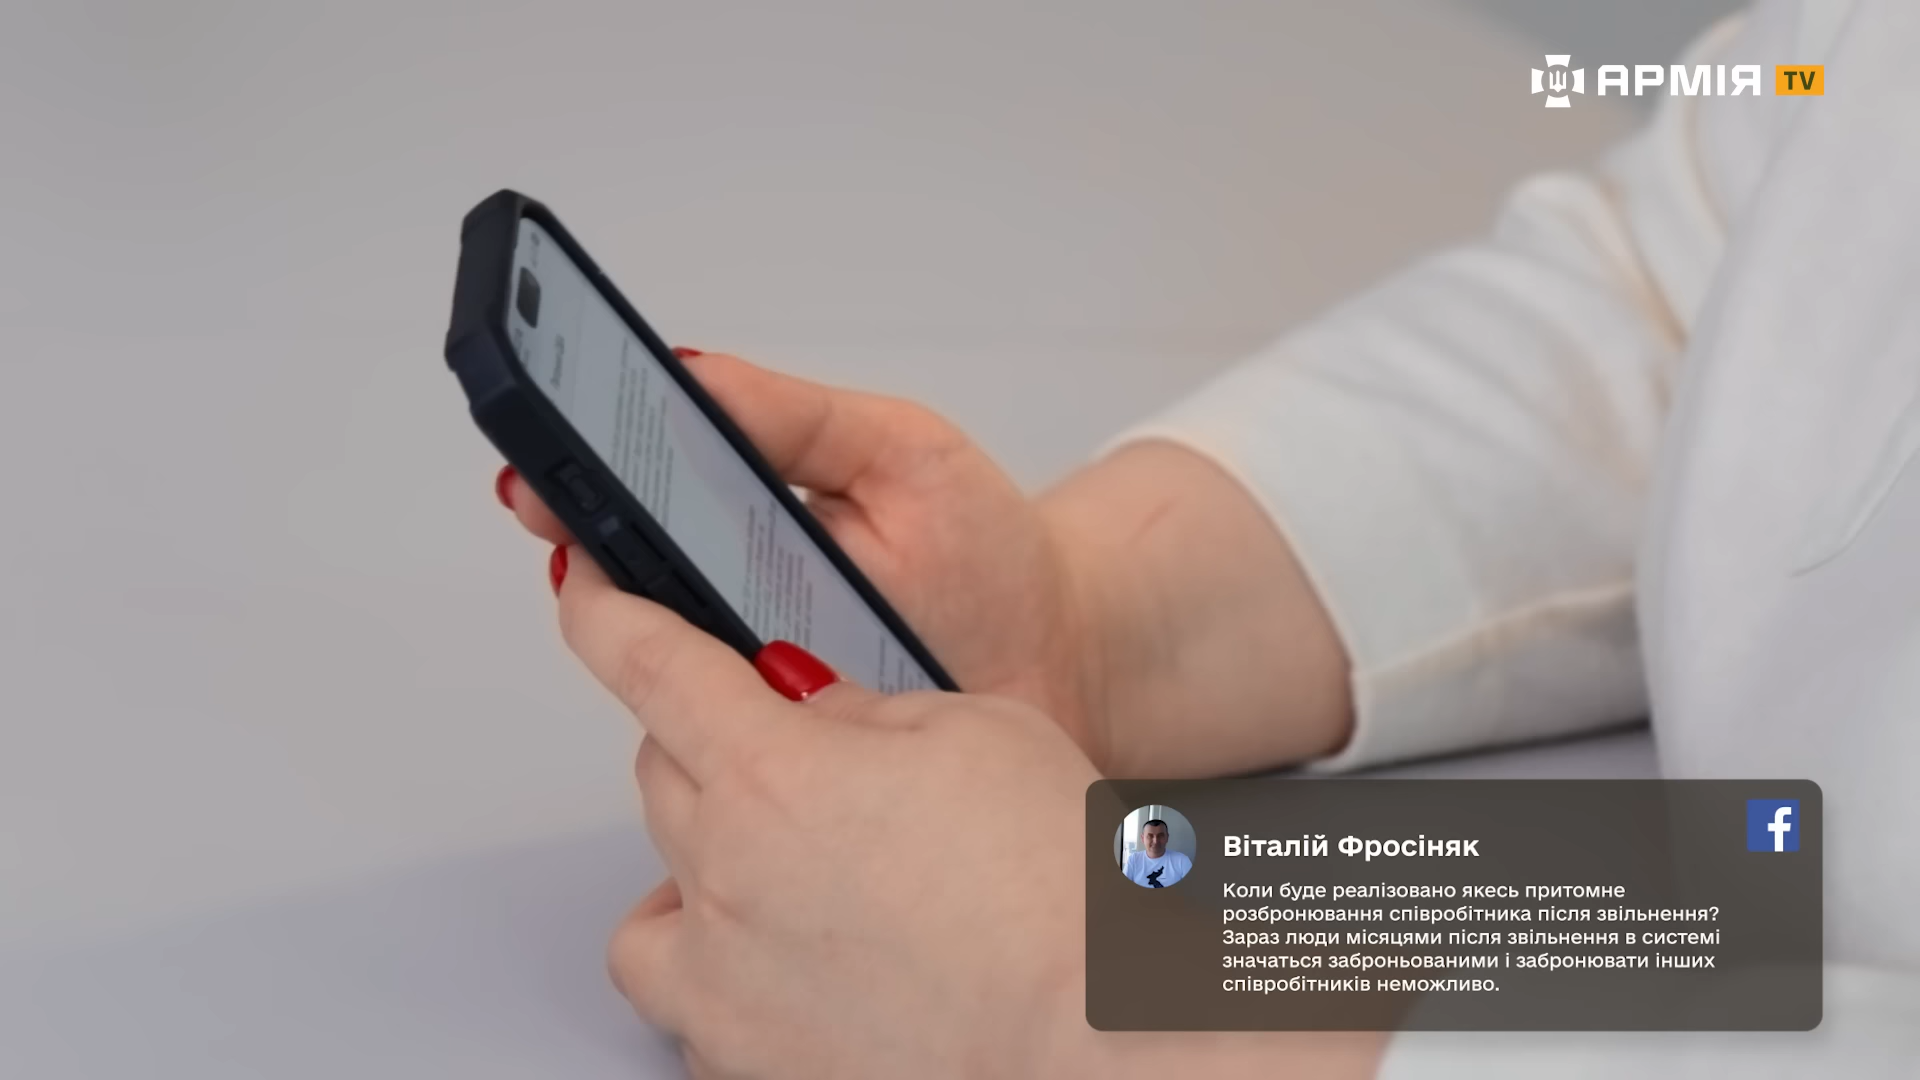 АРМІЯ TV
Віталій Фросіняк
Коли буде реалізовано якесь притомне
розбронювання співробітника після звільнення?
Зараз люди місяцями після звільнення в системі
значаться заброньованими і забронювати інших
співробітників неможливо.